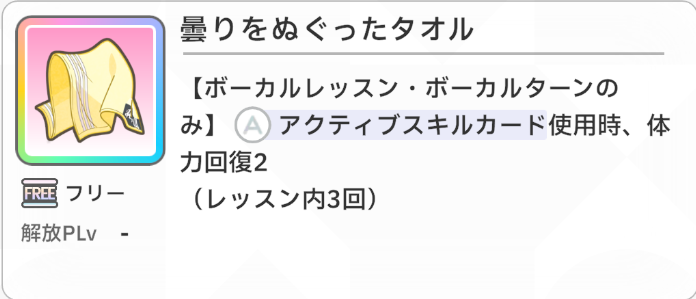 曇りをぬぐったタオル
【ボーカルレッスン・ボーカルターンの
み】 A アクティブスキルカード使用時、体
力回復2
（レッスン内3回）
FREE フリー
解放PLv -